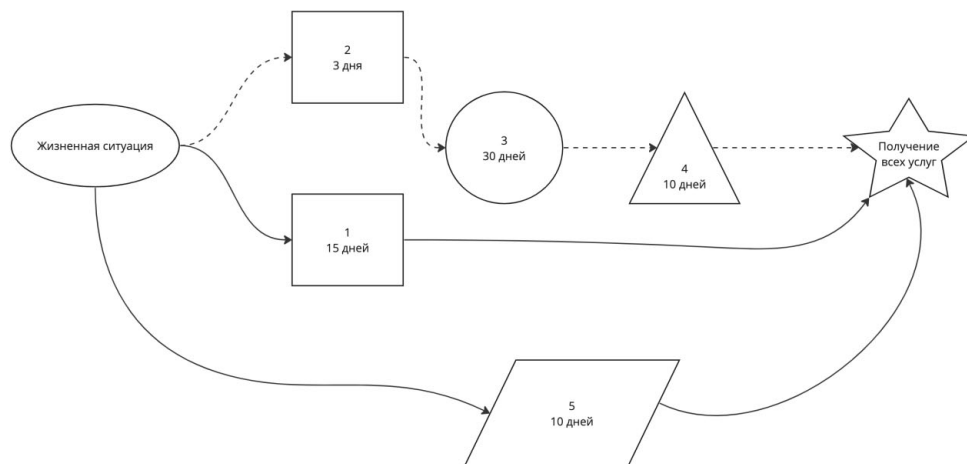 2
3 дня
Жизненная ситуация
3
30 дней
4
10 дней
Получение
всех услуг
1
15 дней
5
10 дней